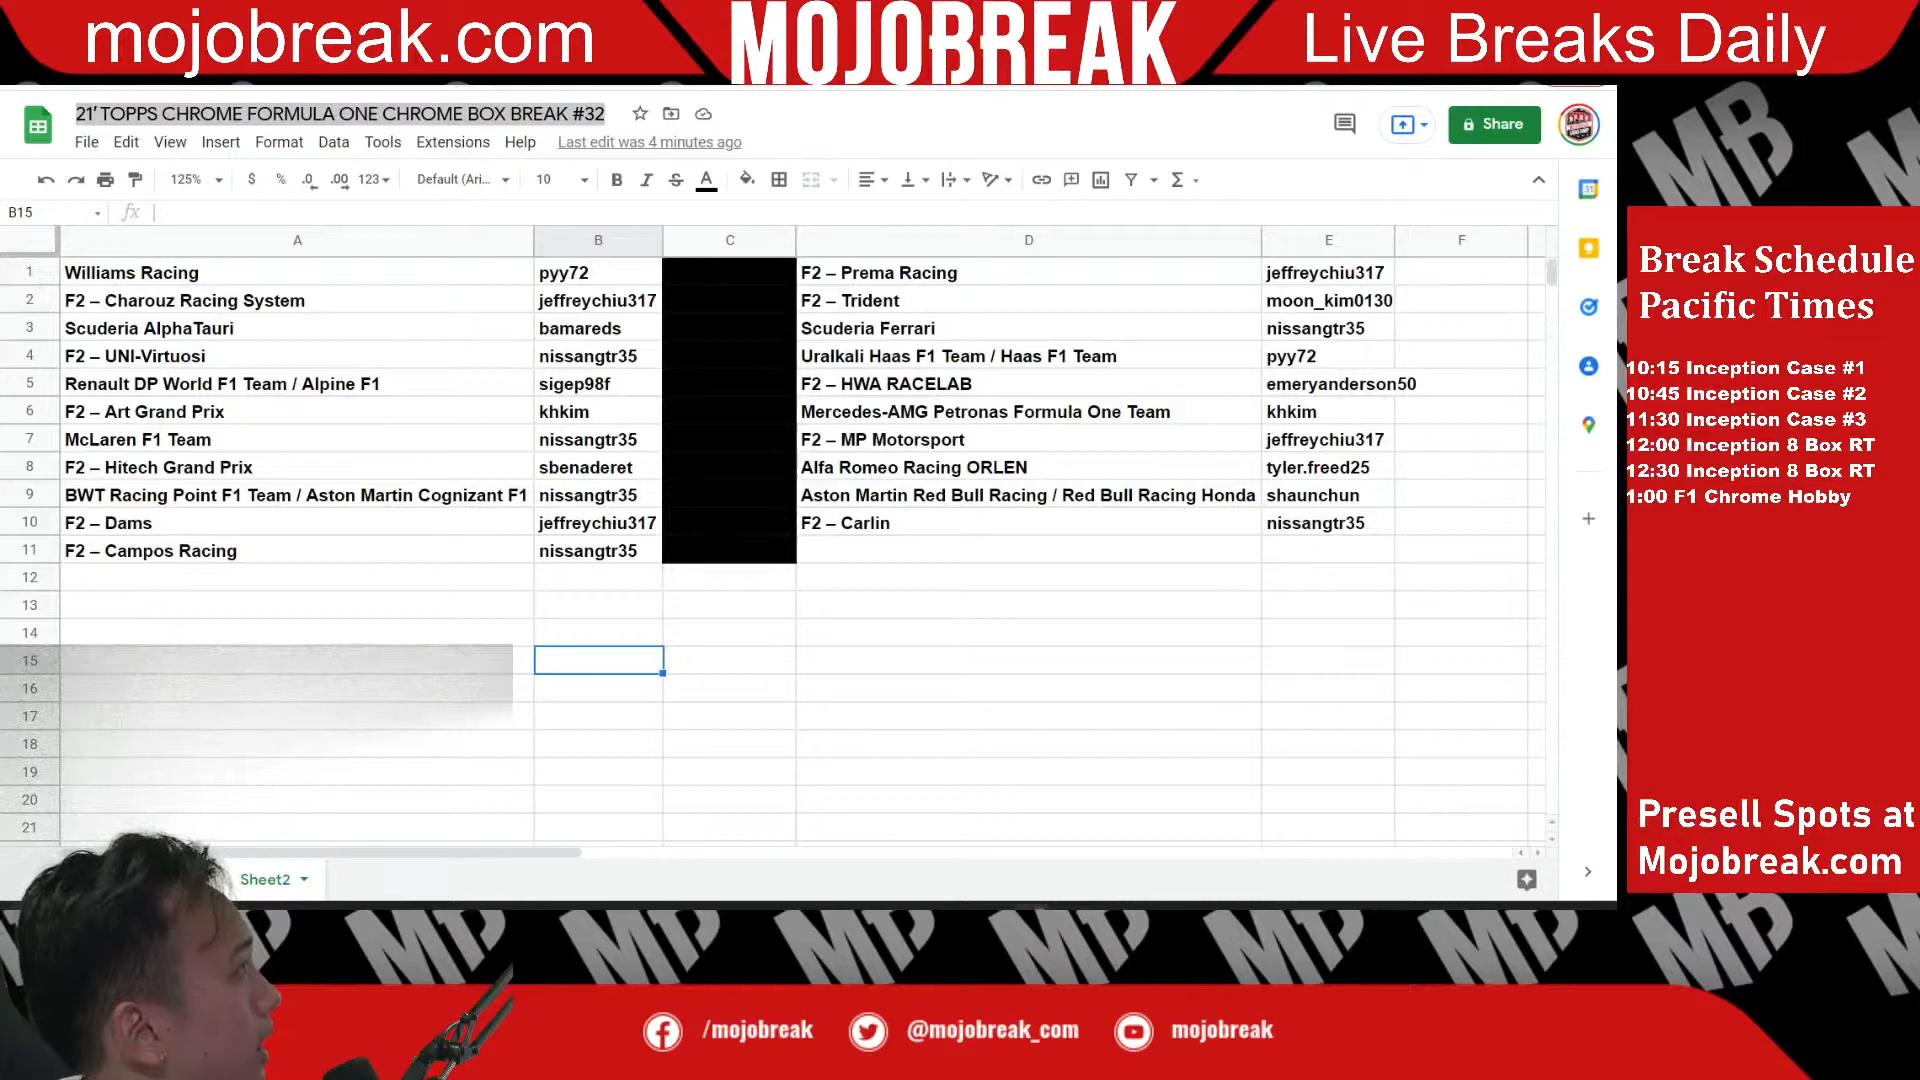 mojobreak.com
MOJOBREAK
Live Breaks Daily
21' TOPPS CHROME FORMULA ONE CHROME BOX BREAK #32
Share
File Edit View Insert Format Data Tools Extensions Help Last edit was 4 minutes ago
125% $ % .0 .00 123 Default (Ari... 10 B I S A Σ
B15 fx
A B C D E F
1 Williams Racing pyy72 F2 – Prema Racing jeffreychiu317
2 F2 – Charouz Racing System jeffreychiu317 F2 – Trident moon_kim0130
3 Scuderia AlphaTauri bamareds Scuderia Ferrari nissangtr35
4 F2 – UNI-Virtuosi nissangtr35 Uralkali Haas F1 Team / Haas F1 Team pyy72
5 Renault DP World F1 Team / Alpine F1 sigep98f F2 – HWA RACELAB emeryanderson50
6 F2 – Art Grand Prix khkim Mercedes-AMG Petronas Formula One Team khkim
7 McLaren F1 Team nissangtr35 F2 – MP Motorsport jeffreychiu317
8 F2 – Hitech Grand Prix sbenaderet Alfa Romeo Racing ORLEN tyler.freed25
9 BWT Racing Point F1 Team / Aston Martin Cognizant F1 nissangtr35 Aston Martin Red Bull Racing / Red Bull Racing Honda shaunchun
10 F2 – Dams jeffreychiu317 F2 – Carlin nissangtr35
11 F2 – Campos Racing nissangtr35
12
13
14
15
16
17
18
19
20
21
Sheet2
Break Schedule
Pacific Times
10:15 Inception Case #1
10:45 Inception Case #2
11:30 Inception Case #3
12:00 Inception 8 Box RT
12:30 Inception 8 Box RT
1:00 F1 Chrome Hobby
Presell Spots at
Mojobreak.com
/mojobreak @mojobreak_com mojobreak